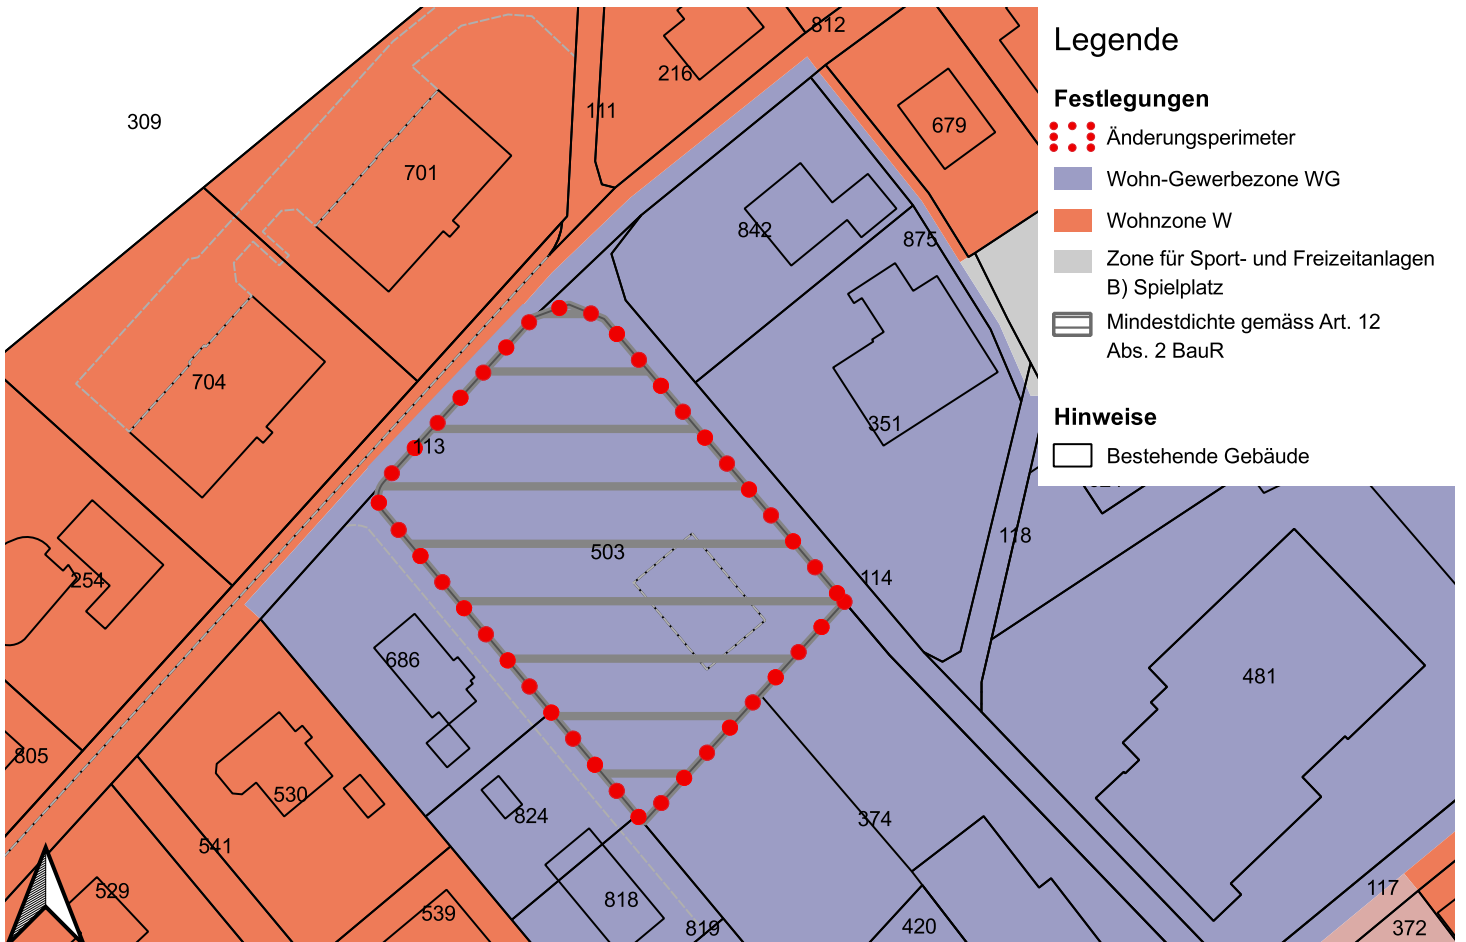 812
216
111
309
679
701
842
875
704
351
113
503
118
114
254
686
481
805
530
824
374
541
529
818
539
819
420
117
372
Legende
Festlegungen
Änderungsperimeter
Wohn-Gewerbezone WG
Wohnzone W
Zone für Sport- und Freizeitanlagen
B) Spielplatz
Mindestdichte gemäss Art. 12
Abs. 2 BauR
Hinweise
Bestehende Gebäude